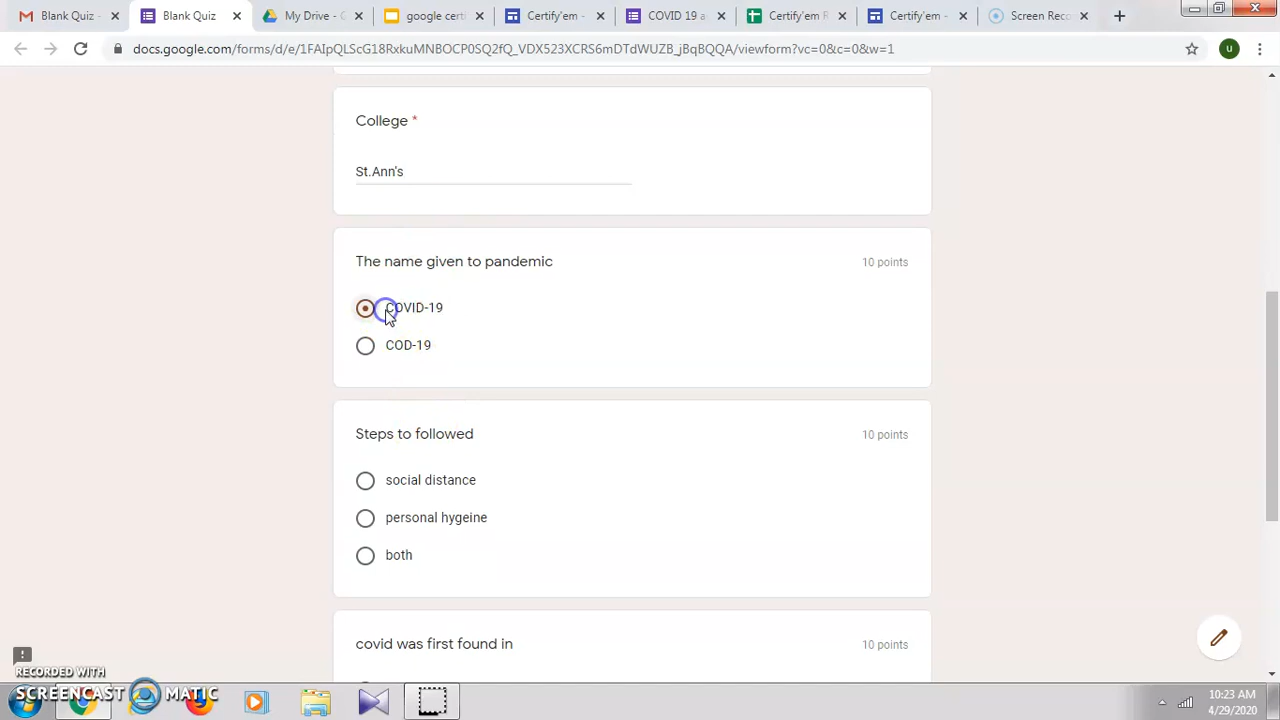 Blank Quiz -
Blank Quiz
My Drive - G
google certi
Certify'em -
COVID 19 a
Certify'em R
Certify'em -
Screen Reco
docs.google.com/forms/d/e/1FAIpQLScG18RxkuMNBOCP0SQ2fQ_VDX523XCRS6mDTdWUZB_jBqBQQA/viewform?vc=0&c=0&w=1
u
College *
St.Ann's
The name given to pandemic
10 points
COVID-19
COD-19
Steps to followed
10 points
social distance
personal hygeine
both
covid was first found in
10 points
RECORDED WITH
SCREENCAST MATIC
10:23 AM
4/29/2020